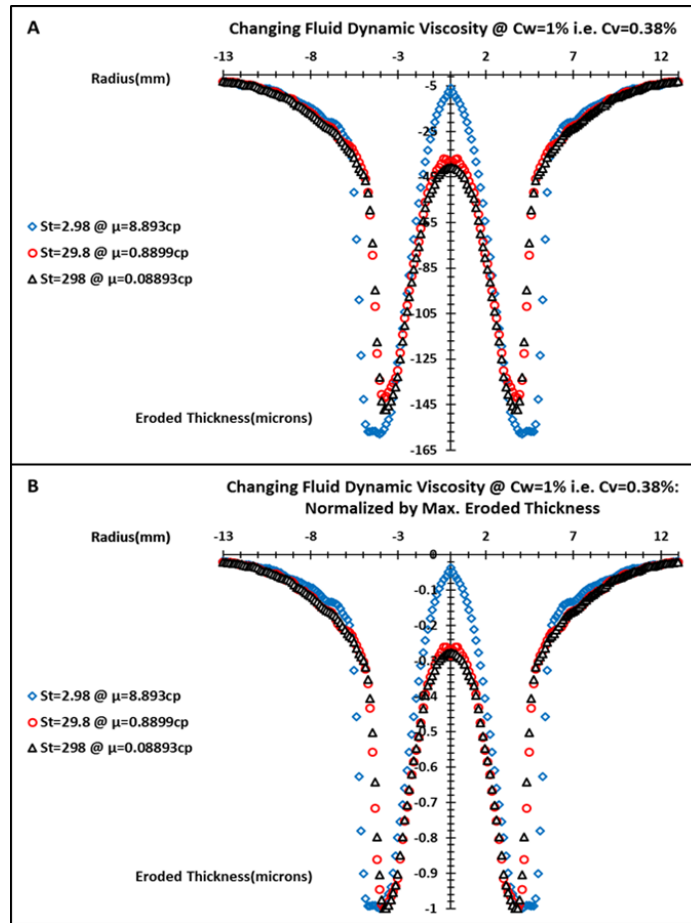 A
Changing Fluid Dynamic Viscosity @ Cw=1% i.e. Cv=0.38%
-13 -8 -3 2 7 12
Radius(mm)
-5
-25
-45
-65
-85
-105
-125
-145
-165
St=2.98 @ μ=8.893cp
St=29.8 @ μ=0.8899cp
St=298 @ μ=0.08893cp
Eroded Thickness(microns)
B
Changing Fluid Dynamic Viscosity @ Cw=1% i.e. Cv=0.38%:
Normalized by Max. Eroded Thickness
Radius(mm)
-13 -8 -3 2 7 12
0
-0.1
-0.2
-0.3
-0.4
-0.5
-0.6
-0.7
-0.8
-0.9
-1
St=2.98 @ μ=8.893cp
St=29.8 @ μ=0.8899cp
St=298 @ μ=0.08893cp
Eroded Thickness(microns)